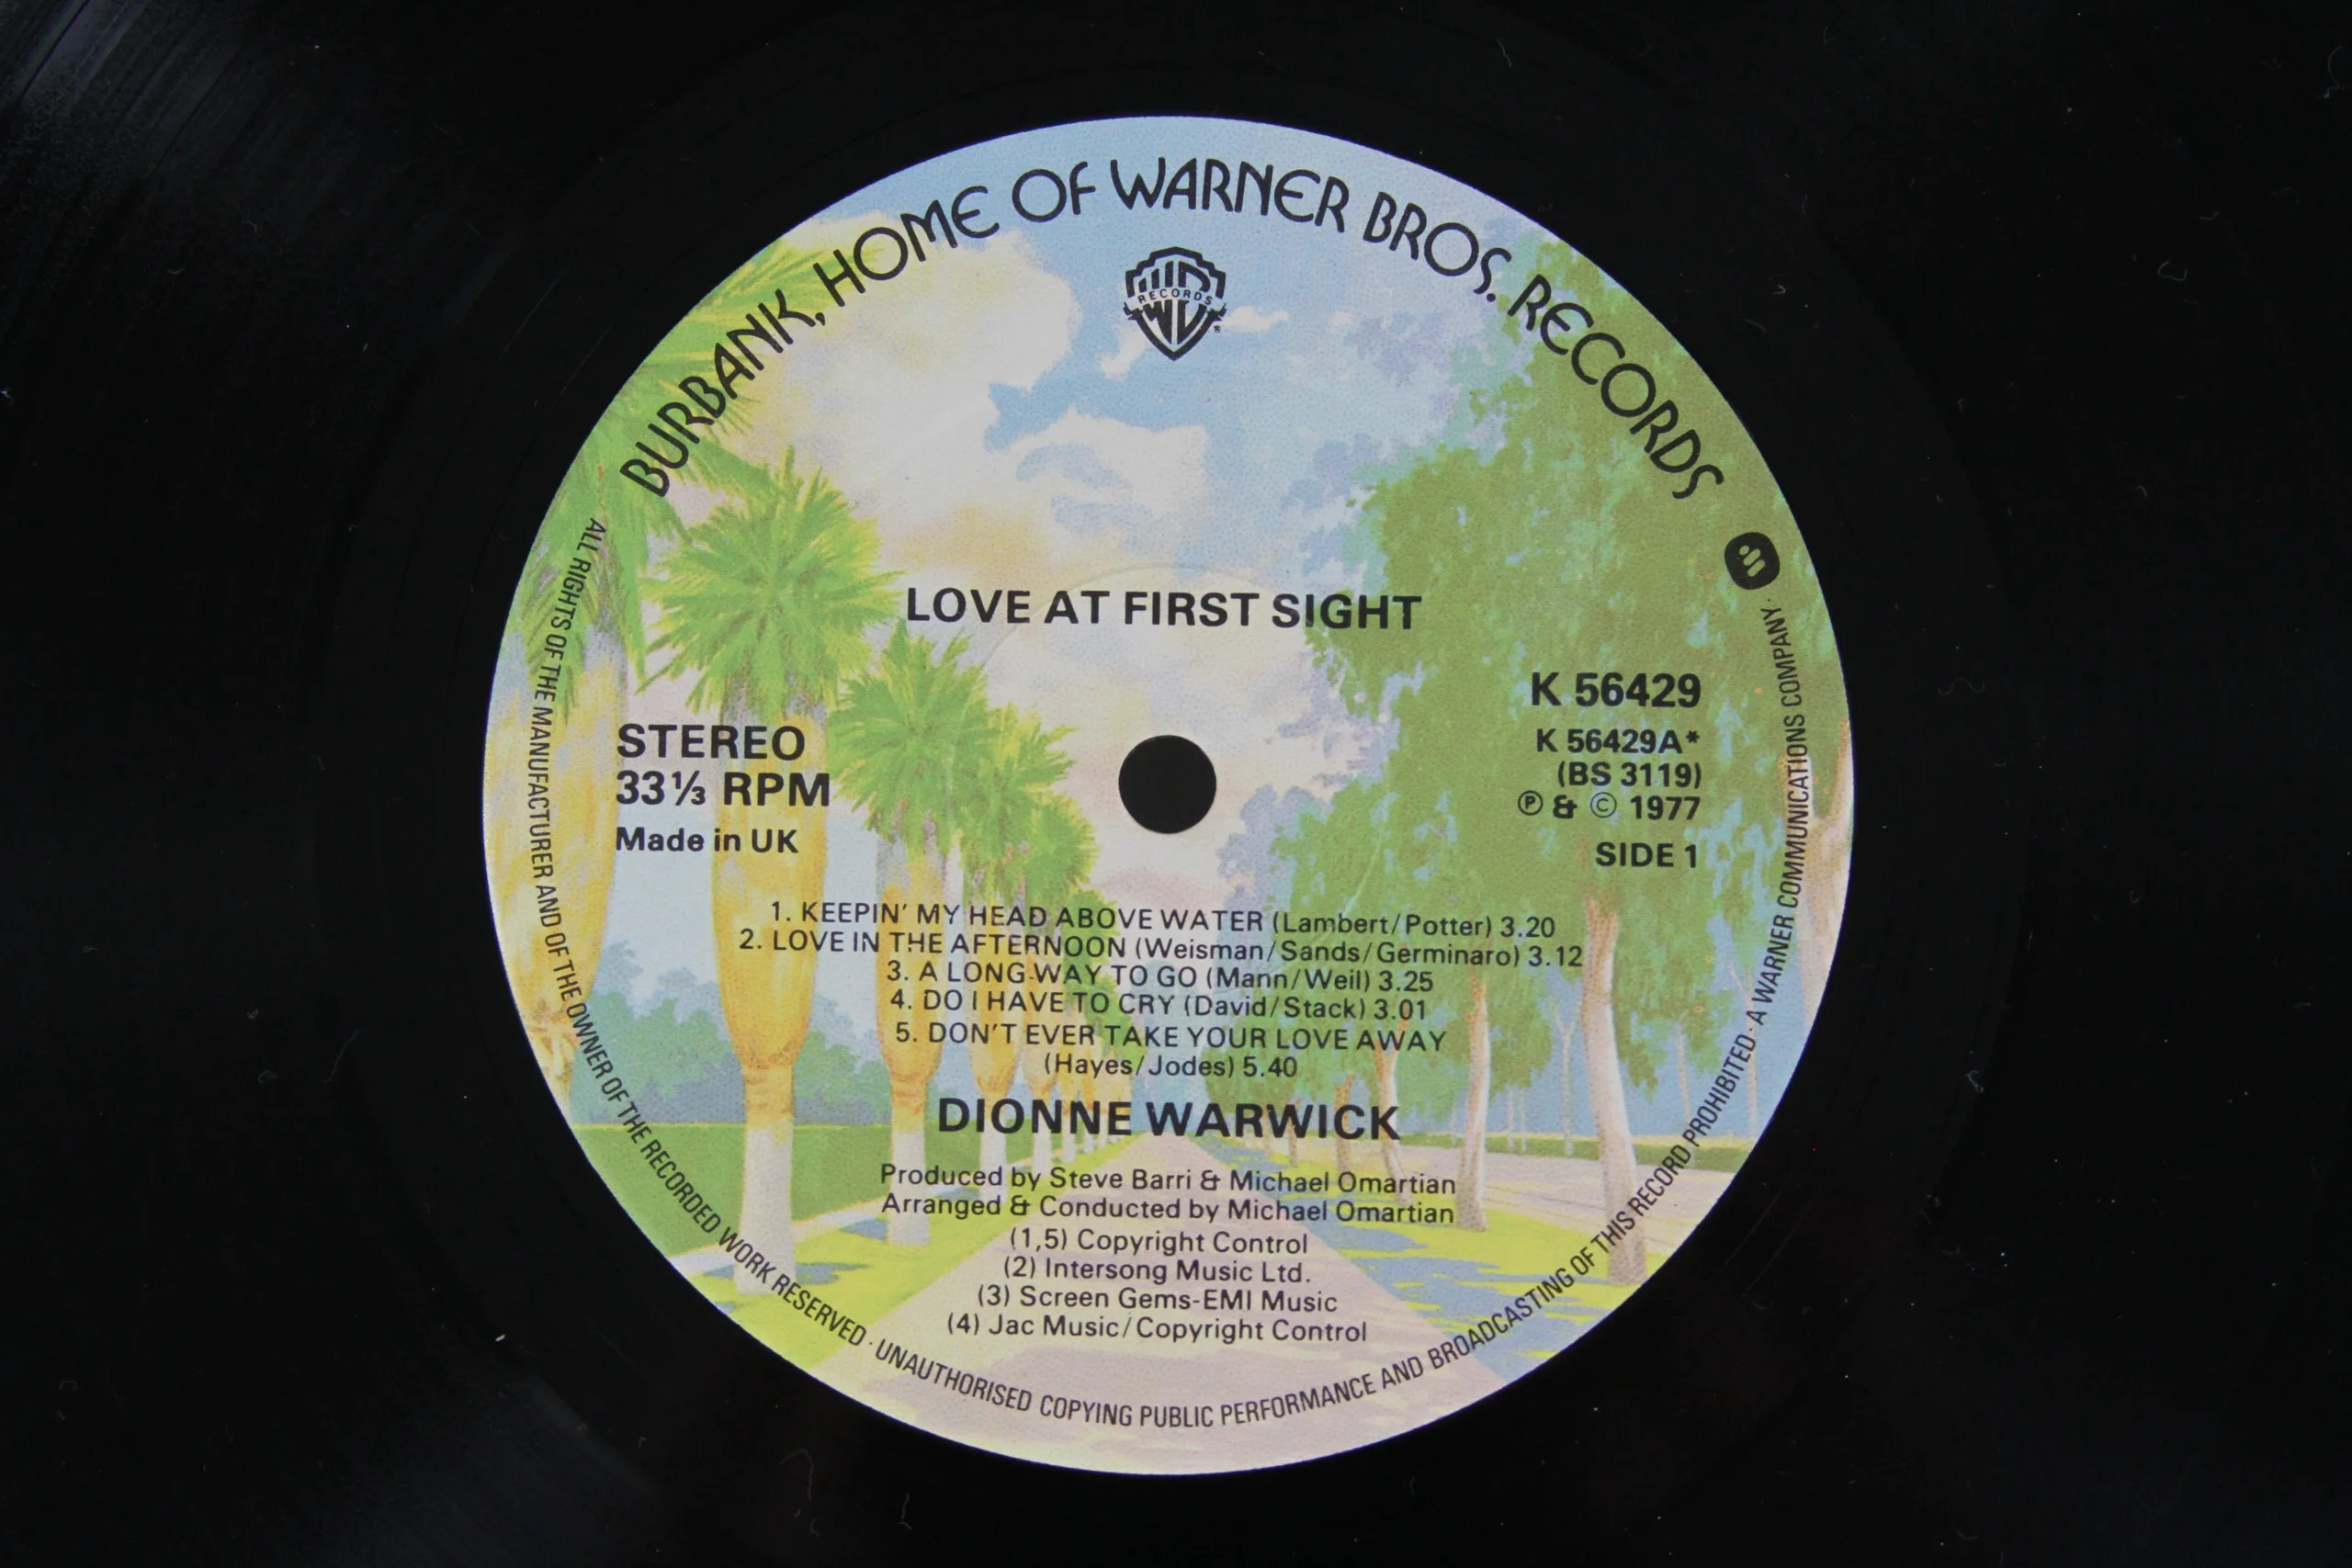 BURBANK, HOME OF WARNER BROS. RECORDS
RECORDS
LOVE AT FIRST SIGHT
STEREO
33⅓ RPM
Made in UK
K 56429
K 56429A*
(BS 3119)
℗ & © 1977
SIDE 1
1. KEEPIN' MY HEAD ABOVE WATER (Lambert/Potter) 3.20
2. LOVE IN THE AFTERNOON (Weisman/Sands/Germinaro) 3.12
3. A LONG WAY TO GO (Mann/Weil) 3.25
4. DO I HAVE TO CRY (David/Stack) 3.01
5. DON'T EVER TAKE YOUR LOVE AWAY
(Hayes/Jodes) 5.40
DIONNE WARWICK
Produced by Steve Barri & Michael Omartian
Arranged & Conducted by Michael Omartian
(1,5) Copyright Control
(2) Intersong Music Ltd.
(3) Screen Gems-EMI Music
(4) Jac Music/Copyright Control
ALL RIGHTS OF THE MANUFACTURER AND OF THE OWNER OF THE RECORDED WORK RESERVED · UNAUTHORISED COPYING PUBLIC PERFORMANCE AND BROADCASTING OF THIS RECORD PROHIBITED · A WARNER COMMUNICATIONS COMPANY ·